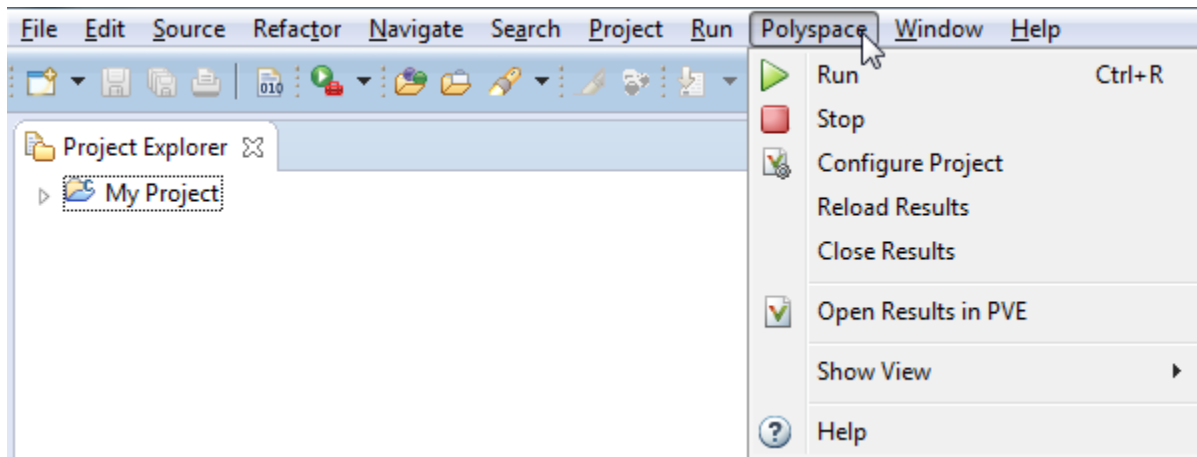 File Edit Source Refactor Navigate Search Project Run Polyspace Window Help
010
Project Explorer
My Project
Run Ctrl+R
Stop
Configure Project
Reload Results
Close Results
Open Results in PVE
Show View
Help